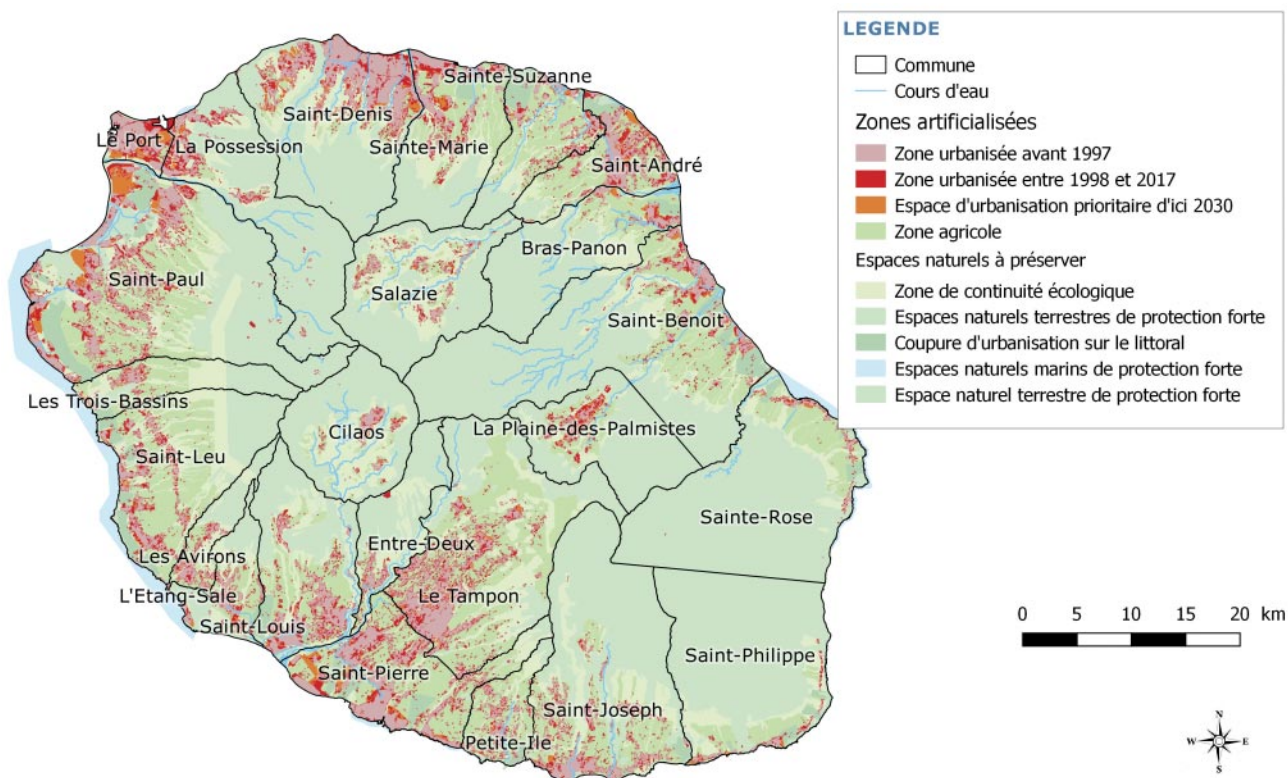 LEGENDE
Commune
Cours d'eau
Zones artificialisées
Zone urbanisée avant 1997
Zone urbanisée entre 1998 et 2017
Espace d'urbanisation prioritaire d'ici 2030
Zone agricole
Espaces naturels à préserver
Zone de continuité écologique
Espaces naturels terrestres de protection forte
Coupure d'urbanisation sur le littoral
Espaces naturels marins de protection forte
Espace naturel terrestre de protection forte
Sainte-Suzanne
Saint-Denis
Le Port
La Possession
Sainte-Marie
Saint-André
Bras-Panon
Saint-Paul
Salazie
Saint-Benoit
Les Trois-Bassins
Cilaos
La Plaine-des-Palmistes
Saint-Leu
Sainte-Rose
Les Avirons
Entre-Deux
L'Etang-Sale
Le Tampon
Saint-Louis
Saint-Pierre
Saint-Philippe
Saint-Joseph
Petite-Ile
0 5 10 15 20 km
N
W E
S